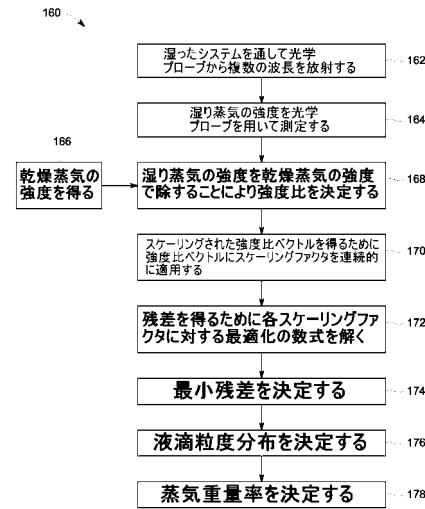 160
湿ったシステムを通して光学
プローブから複数の波長を放射する
162
湿り蒸気の強度を光学
プローブを用いて測定する
164
166
乾燥蒸気の
強度を得る
湿り蒸気の強度を乾燥蒸気の強度
で除することにより強度比を決定する
168
スケーリングされた強度比ベクトルを得るために
強度比ベクトルにスケーリングファクタを連続的
に適用する
170
残差を得るために各スケーリングファ
クタに対する最適化の数式を解く
172
最小残差を決定する
174
液滴粒度分布を決定する
176
蒸気重量率を決定する
178